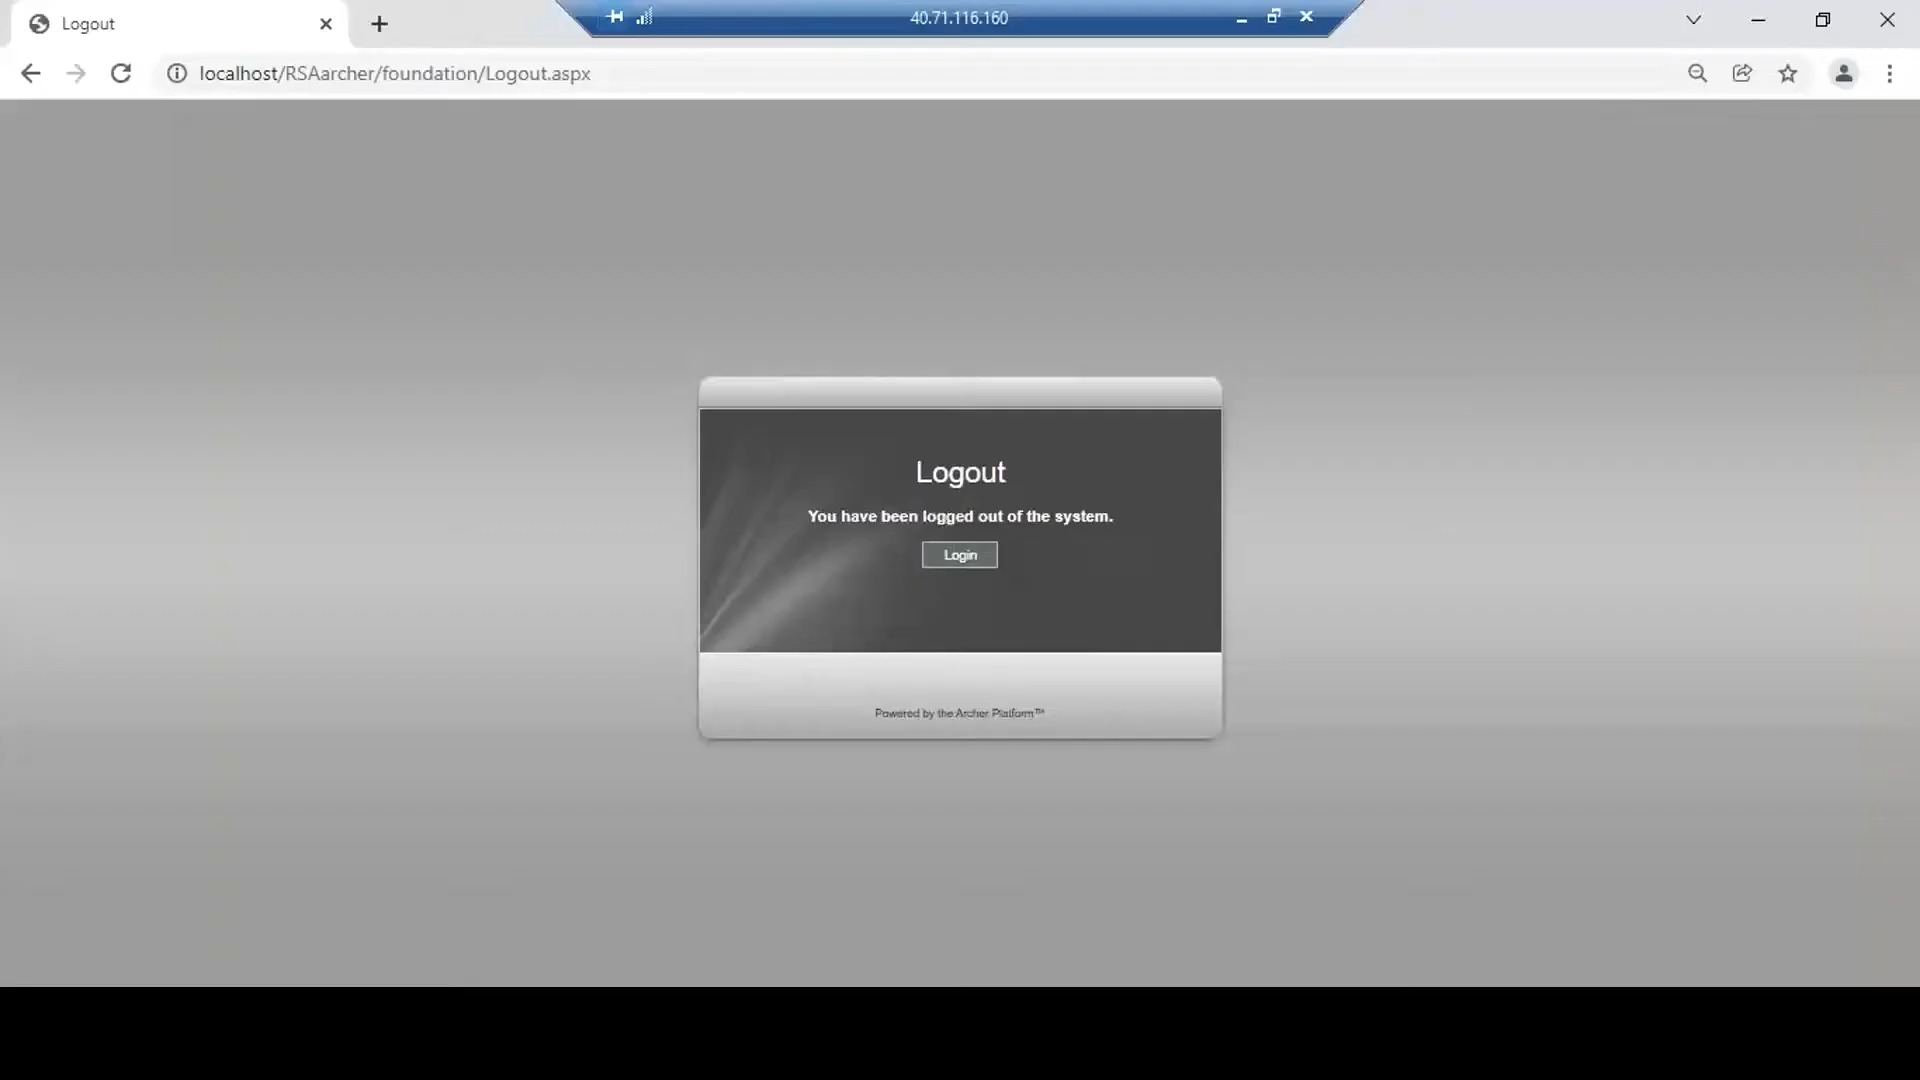 Logout
40.71.116.160
localhost/RSAarcher/foundation/Logout.aspx
Logout
You have been logged out of the system.
Login
Powered by the Archer Platform™